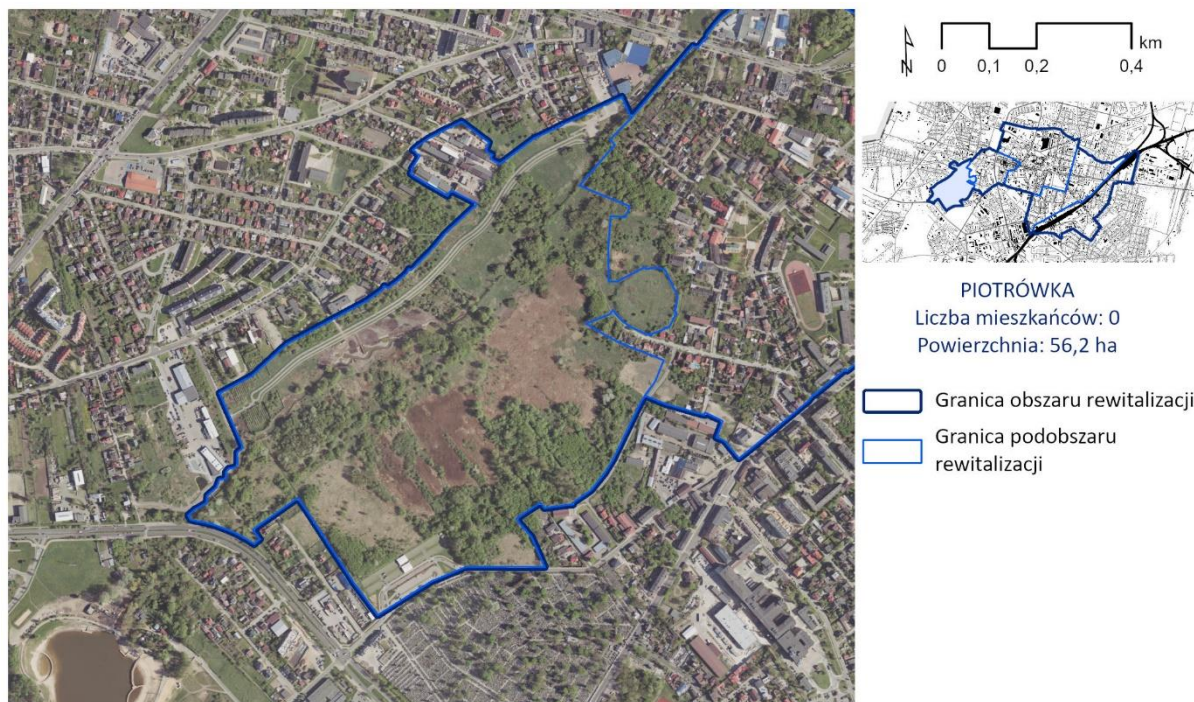 km
0 0,1 0,2 0,4
PIOTRÓWKA
Liczba mieszkańców: 0
Powierzchnia: 56,2 ha
Granica obszaru rewitalizacji
Granica podobszaru
rewitalizacji